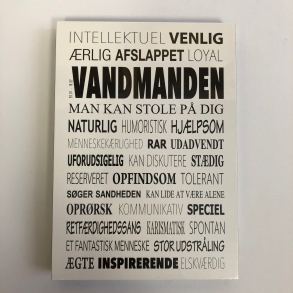 INTELLEKTUEL VENLIG
ÆRLIG AFSLAPPET LOYAL
VANDMANDEN
MAN KAN STOLE PÅ DIG
NATURLIG HUMORISTISK HJÆLPSOM
MENNESKEKÆRLIGHED RAR UDADVENDT
UFORUDSIGELIG KAN DISKUTERE STÆDIG
RESERVERET OPFINDSOM TOLERANT
SØGER SANDHEDEN KAN LIDE AT VÆRE ALENE
OPRØRSK KOMMUNIKATIV SPECIEL
RETFÆRDIGHEDSSANS KARISMATISK SPONTAN
ET FANTASTISK MENNESKE STOR UDSTRÅLING
ÆGTE INSPIRERENDE ELSKVÆRDIG